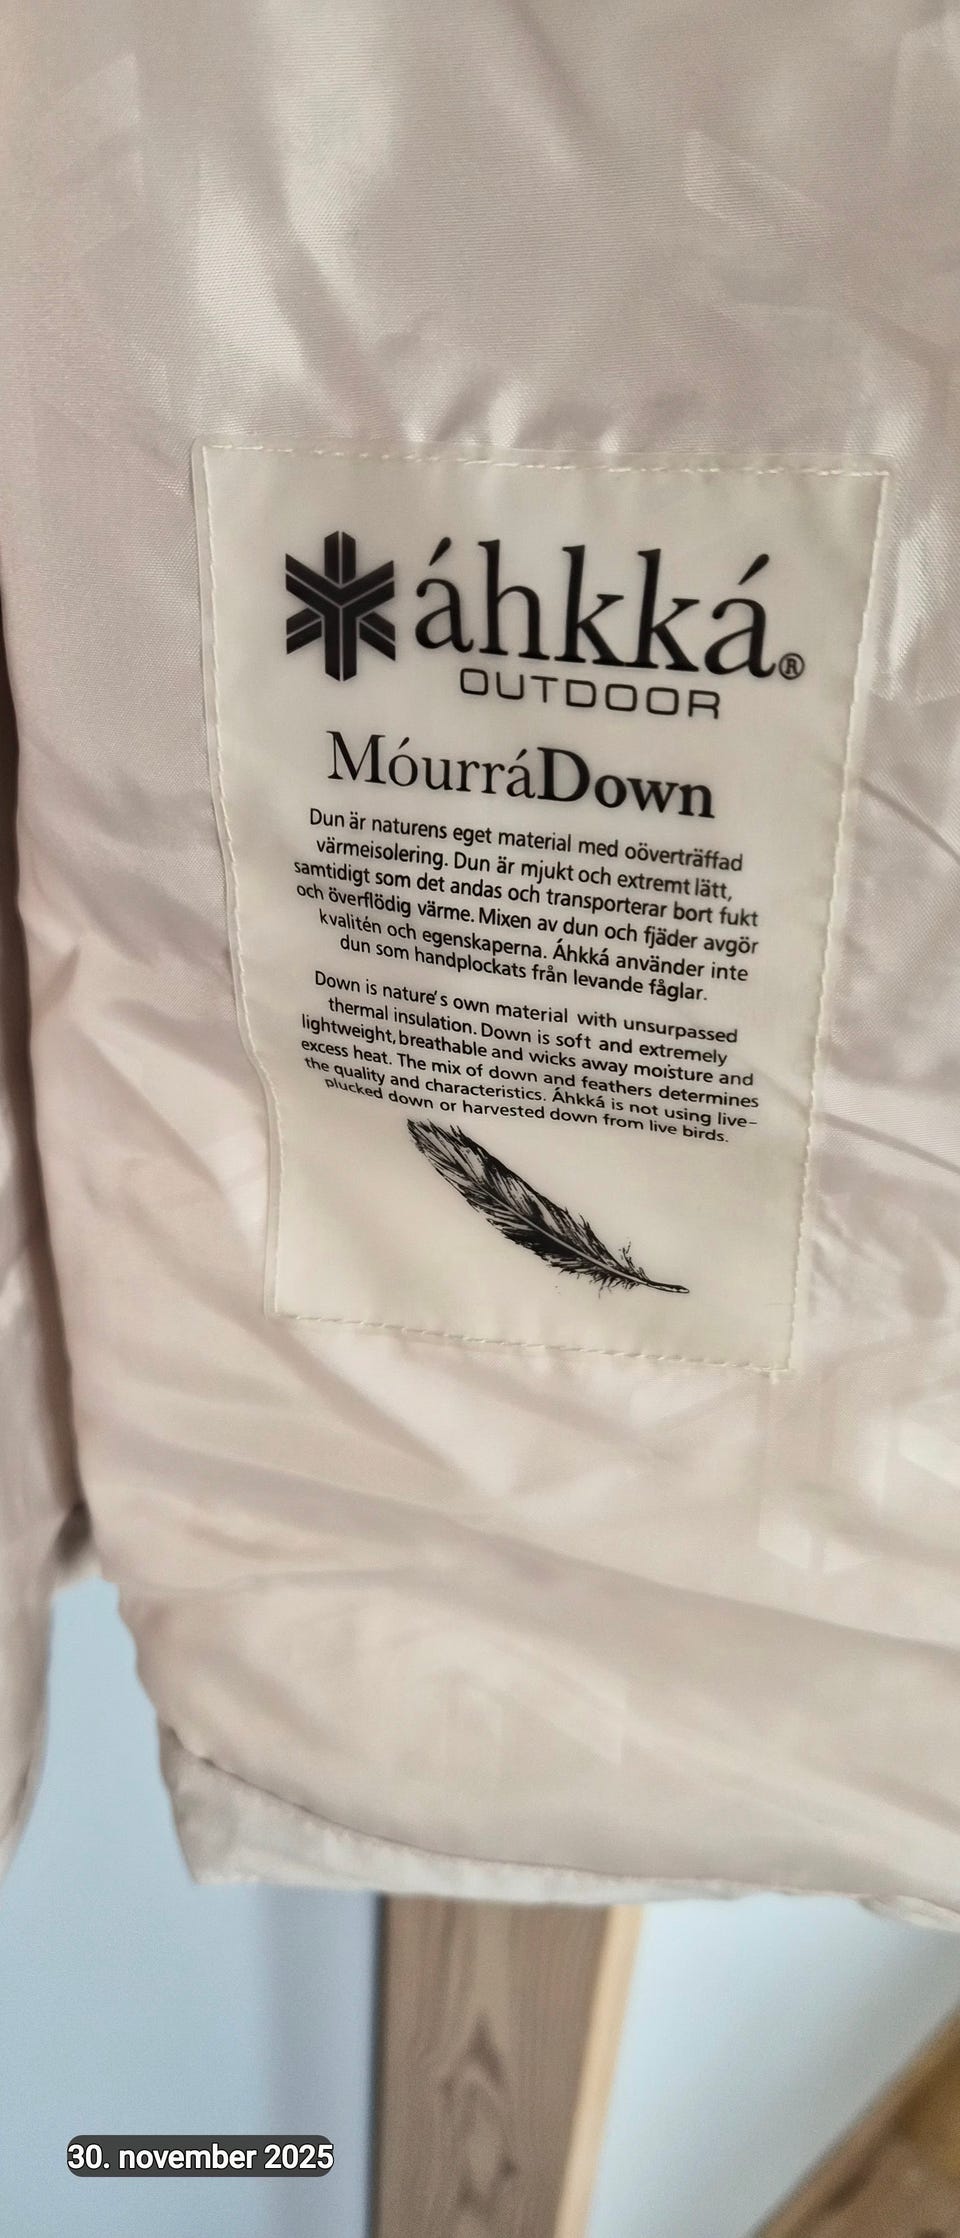 áhkká®
OUTDOOR
MóurráDown
Dun är naturens eget material med oöverträffad
värmeisolering. Dun är mjukt och extremt lätt,
samtidigt som det andas och transporterar bort fukt
och överflödig värme. Mixen av dun och fjäder avgör
kvalitén och egenskaperna. Áhkká använder inte
dun som handplockats från levande fåglar.
Down is nature's own material with unsurpassed
thermal insulation. Down is soft and extremely
lightweight, breathable and wicks away moisture and
excess heat. The mix of down and feathers determines
the quality and characteristics. Áhkká is not using live-
plucked down or harvested down from live birds.
30. november 2025